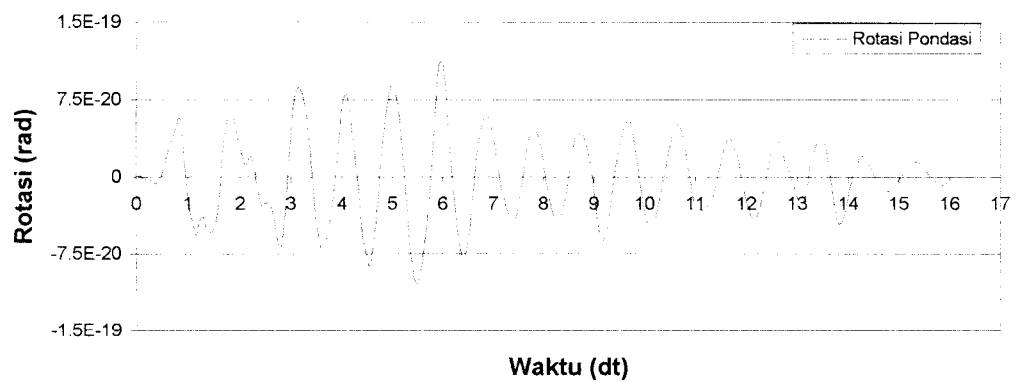 1.5E-19
Rotasi Pondasi
7.5E-20
0
0 1 2 3 4 5 6 7 8 9 10 11 12 13 14 15 16 17
-7.5E-20
-1.5E-19
Rotasi (rad)
Waktu (dt)